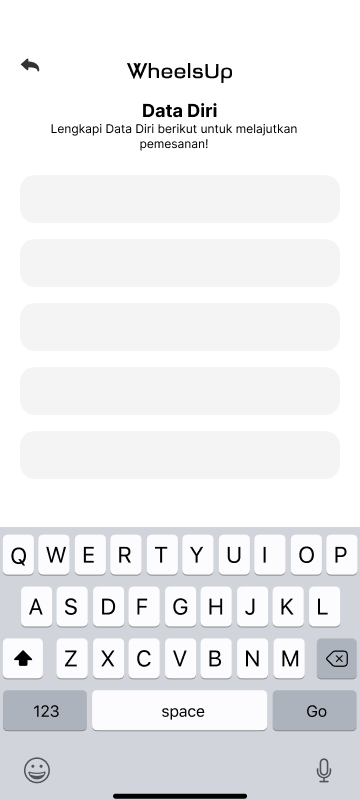 WheelsUp
Data Diri
Lengkapi Data Diri berikut untuk melajutkan
pemesanan!
Q W E R T Y U I O P
A S D F G H J K L
Z X C V B N M
123 space Go